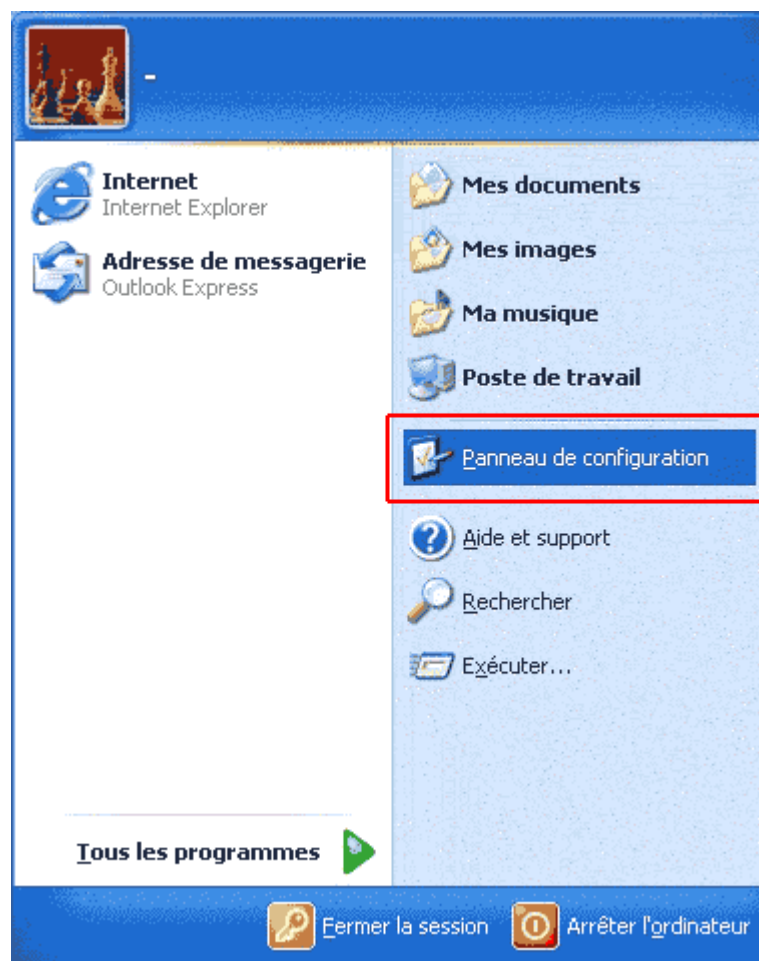 -
Internet
Internet Explorer
Adresse de messagerie
Outlook Express
Tous les programmes
Mes documents
Mes images
Ma musique
Poste de travail
Panneau de configuration
Aide et support
Rechercher
Exécuter...
Fermer la session
Arrêter l'ordinateur